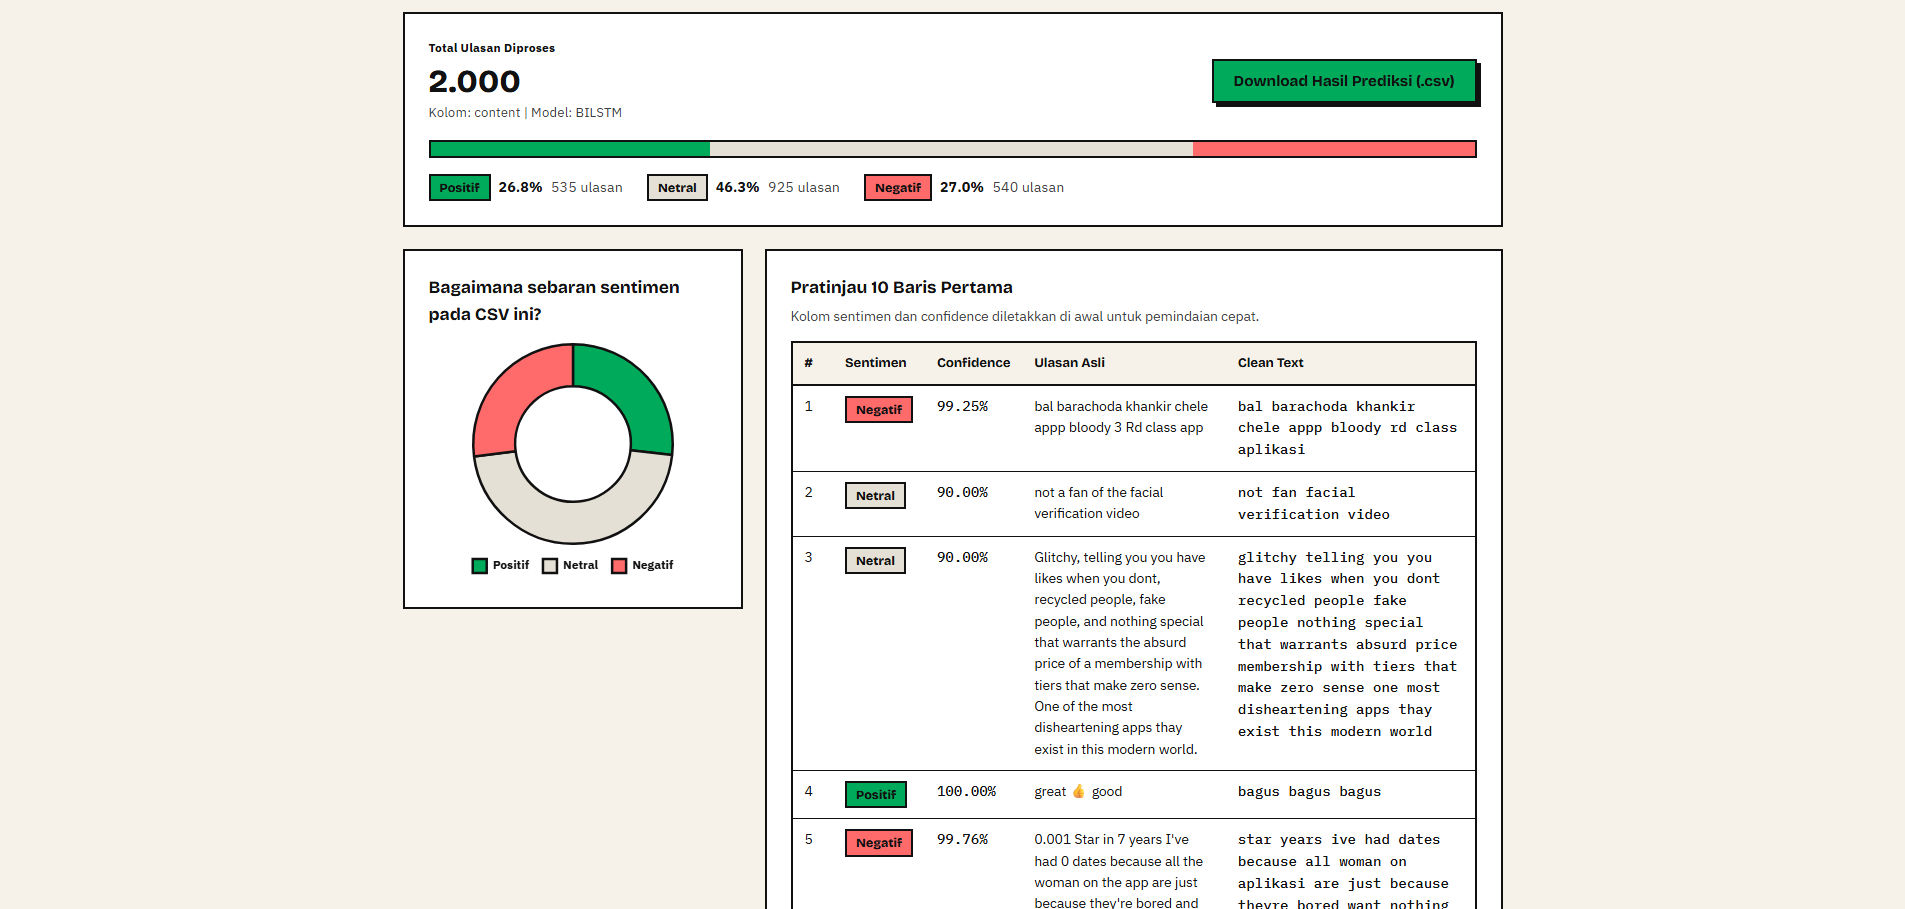 Total Ulasan Diproses
2.000
Kolom: content | Model: BILSTM
Download Hasil Prediksi (.csv)
Positif 26.8% 535 ulasan Netral 46.3% 925 ulasan Negatif 27.0% 540 ulasan
Bagaimana sebaran sentimen
pada CSV ini?
Positif Netral Negatif
Pratinjau 10 Baris Pertama
Kolom sentimen dan confidence diletakkan di awal untuk pemindaian cepat.
# Sentimen Confidence Ulasan Asli Clean Text
1 Negatif 99.25% bal barachoda khankir chele bal barachoda khankir
appp bloody 3 Rd class app chele appp bloody rd class
aplikasi
2 Netral 90.00% not a fan of the facial not fan facial
verification video verification video
3 Netral 90.00% Glitchy, telling you you have glitchy telling you you
likes when you dont, have likes when you dont
recycled people, fake recycled people fake
people, and nothing special people nothing special
that warrants the absurd that warrants absurd price
price of a membership with membership with tiers that
tiers that make zero sense. make zero sense one most
One of the most disheartening apps thay
disheartening apps thay exist this modern world
exist in this modern world.
4 Positif 100.00% great 👍 good bagus bagus bagus
5 Negatif 99.76% 0.001 Star in 7 years I've star years ive had dates
had 0 dates because all the because all woman on
woman on the app are just aplikasi are just because
because they're bored and theyre bored want nothing